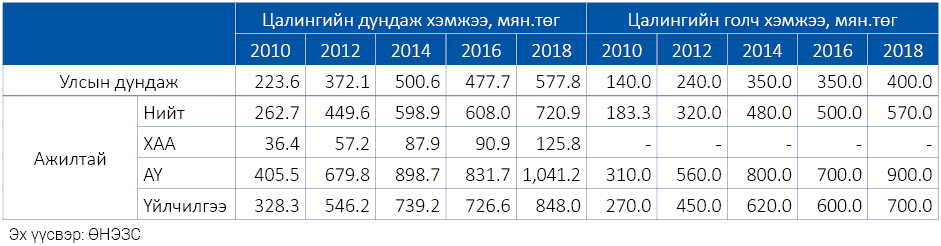 Цалингийн дундаж хэмжээ, мян.төг Цалингийн голч хэмжээ, мян.төг
2010 2012 2014 2016 2018 2010 2012 2014 2016 2018
Улсын дундаж 223.6 372.1 500.6 477.7 577.8 140.0 240.0 350.0 350.0 400.0
Ажилтай Нийт 262.7 449.6 598.9 608.0 720.9 183.3 320.0 480.0 500.0 570.0
ХАА 36.4 57.2 87.9 90.9 125.8 - - - - -
АҮ 405.5 679.8 898.7 831.7 1,041.2 310.0 560.0 800.0 700.0 900.0
Үйлчилгээ 328.3 546.2 739.2 726.6 848.0 270.0 450.0 620.0 600.0 700.0
Эх үүсвэр: ӨНЭЗС